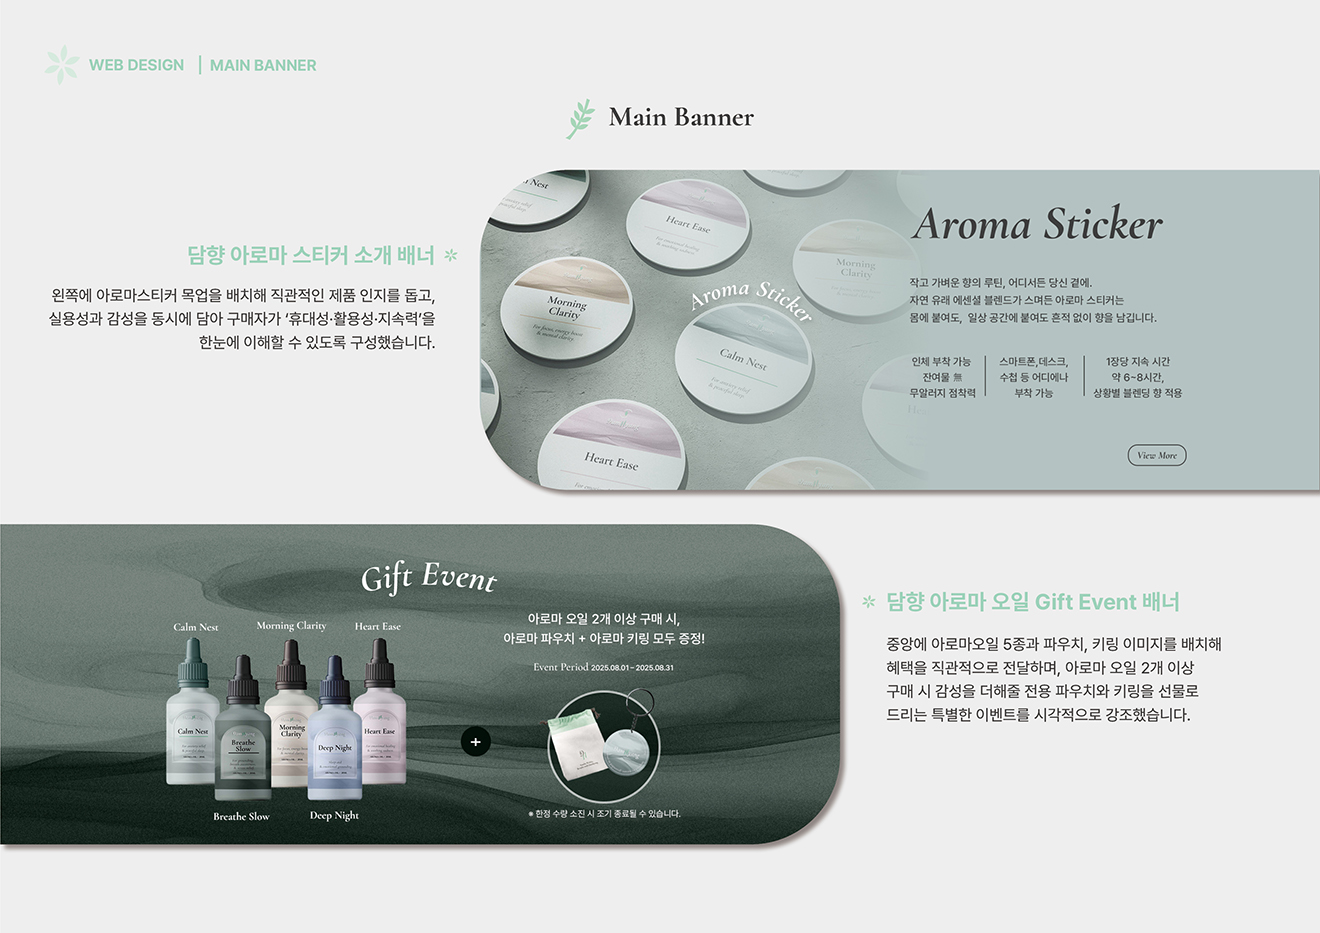 WEB DESIGN | MAIN BANNER
Main Banner
담향 아로마 스티커 소개 배너
왼쪽에 아로마스티커 목업을 배치해 직관적인 제품 인지를 돕고,
실용성과 감성을 동시에 담아 구매자가 ‘휴대성·활용성·지속력’을
한눈에 이해할 수 있도록 구성했습니다.
Nest
Heart Ease
For emotional healing
Morning
Clarity
Morning
Clarity
For focus, energy boost
& mental clarity
Aroma Sticker
Calm Nest
For anxiety relief
& peaceful sleep
Heart Ease
Aroma Sticker
작고 가벼운 향의 루틴, 어디서든 당신 곁에.
자연 유래 에센셜 블렌드가 스며든 아로마 스티커는
몸에 붙여도, 일상 공간에 붙여도 흔적 없이 향을 남깁니다.
인체 부착 가능
잔여물 無
무알러지 점착력
스마트폰,데스크,
수첩 등 어디에나
부착 가능
1장당 지속 시간
약 6~8시간,
상황별 블렌딩 향 적용
View More
Gift Event
아로마 오일 2개 이상 구매 시,
아로마 파우치 + 아로마 키링 모두 증정!
Event Period 2025.08.01~2025.08.31
Calm Nest
Morning Clarity
Heart Ease
Calm Nest
Breathe
Slow
Morning
Clarity
Deep Night
Heart Ease
+
Breathe Slow
Deep Night
※ 한정 수량 소진 시 조기 종료될 수 있습니다.
담향 아로마 오일 Gift Event 배너
중앙에 아로마오일 5종과 파우치, 키링 이미지를 배치해
혜택을 직관적으로 전달하며, 아로마 오일 2개 이상
구매 시 감성을 더해줄 전용 파우치와 키링을 선물로
드리는 특별한 이벤트를 시각적으로 강조했습니다.